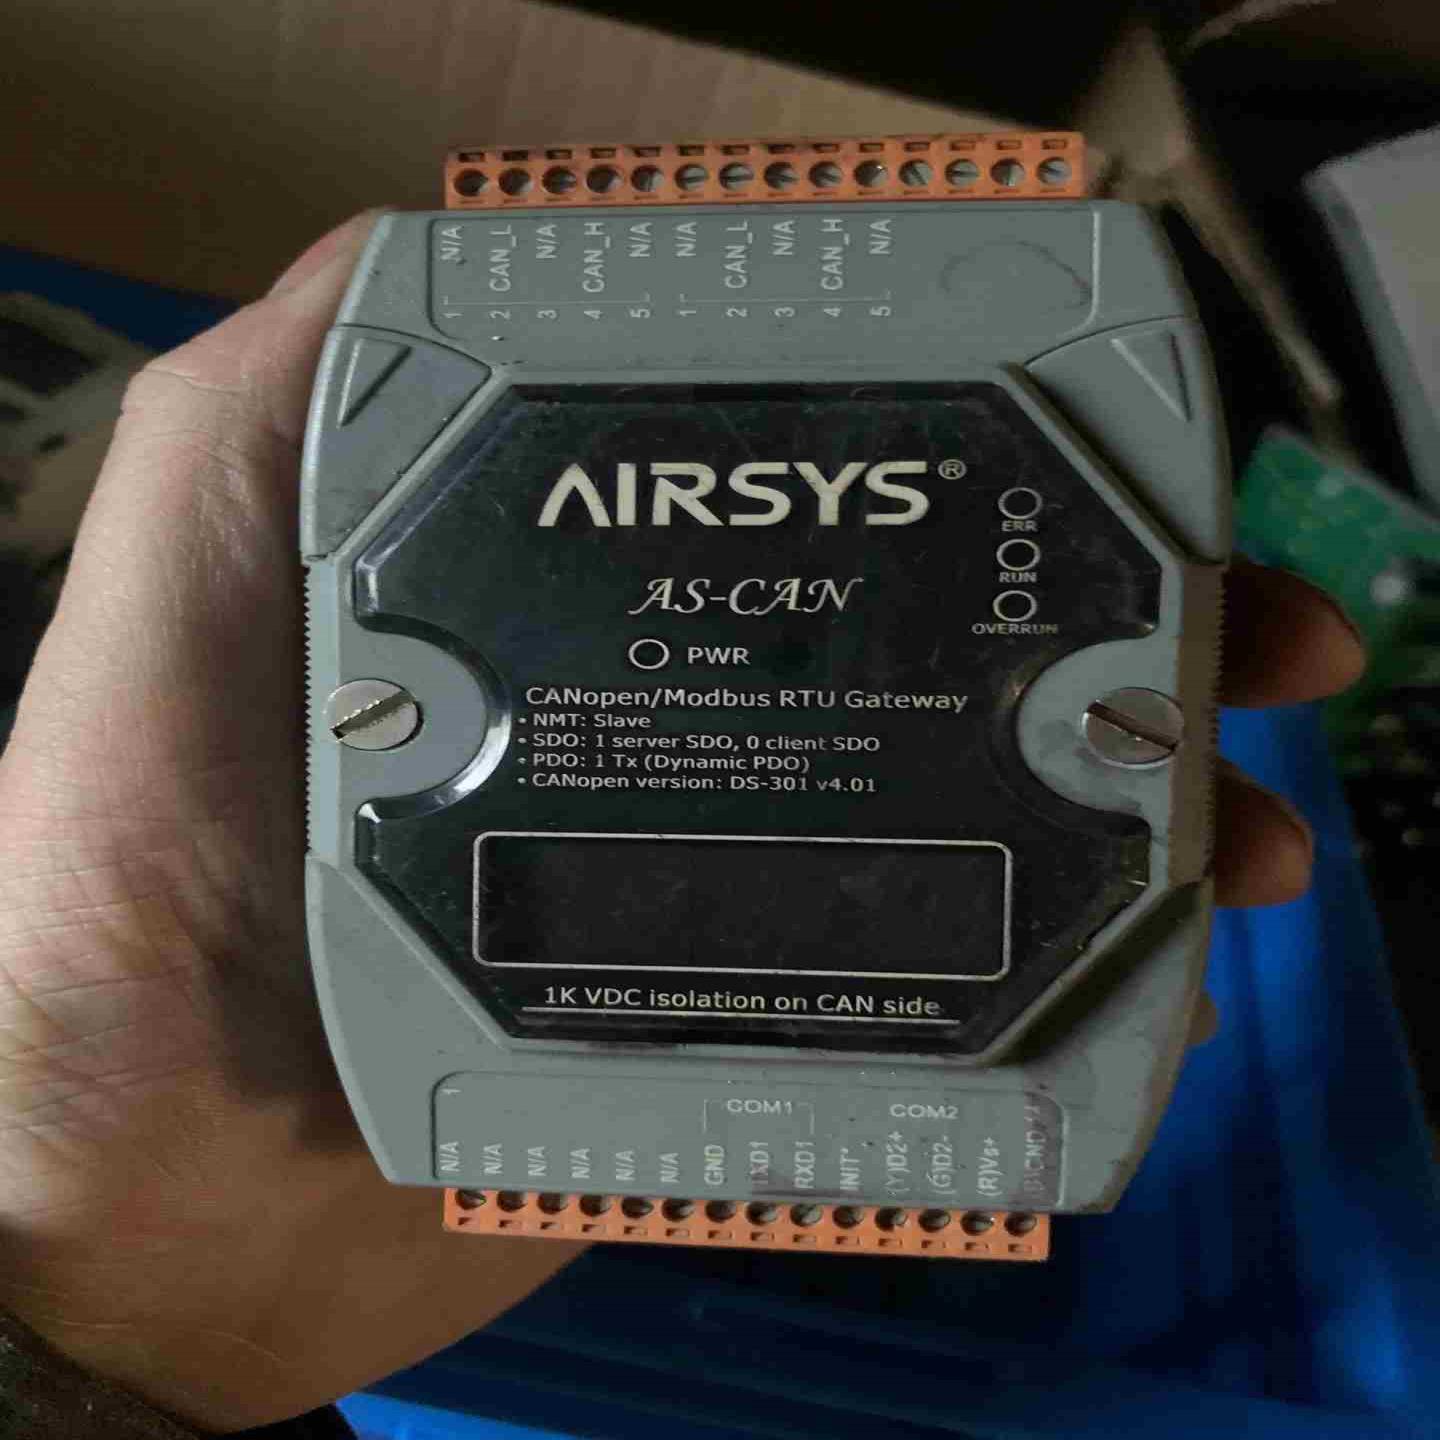 N/A CAN_L N/A CAN_H N/A N/A CAN_L N/A CAN_H N/A
1 2 3 4 5 1 2 3 4 5
AIRSYS®
ERR
RUN
OVERRUN
AS-CAN
PWR
CANopen/Modbus RTU Gateway
• NMT: Slave
• SDO: 1 server SDO, 0 client SDO
• PDO: 1 Tx (Dynamic PDO)
• CANopen version: DS-301 v4.01
1K VDC isolation on CAN side
1
COM1 COM2
N/A N/A N/A N/A N/A N/A GND TXD1 RXD1 INIT* (Y)D2+ (G)D2- (R)Vs+